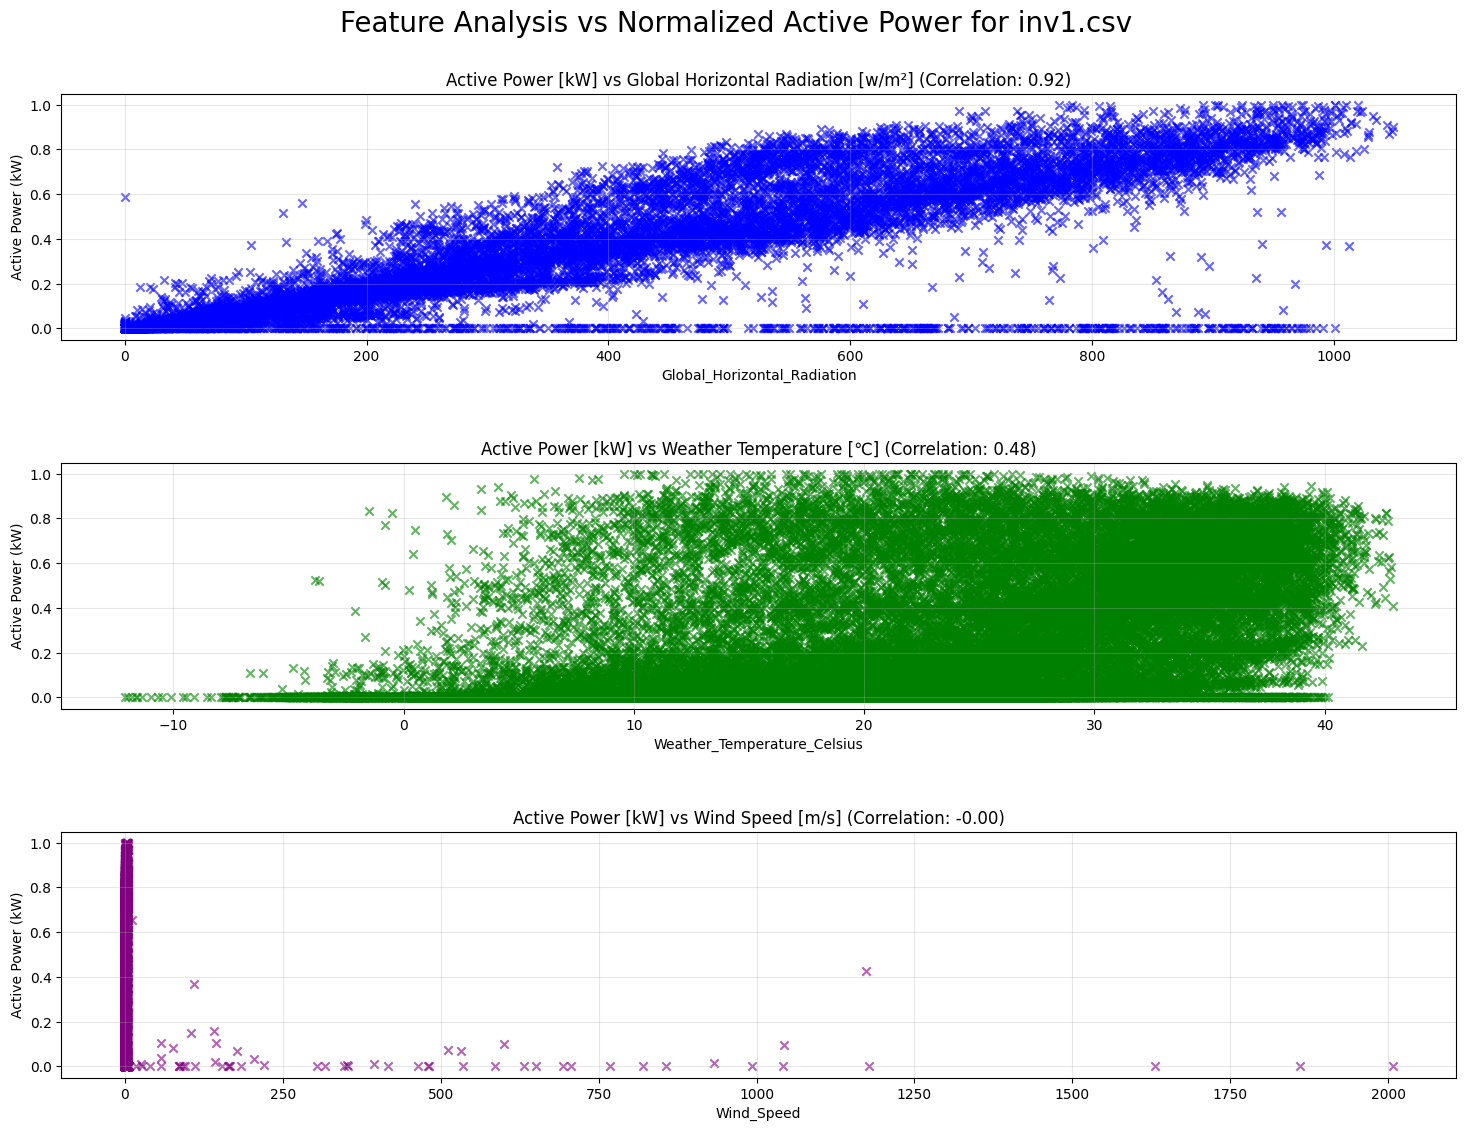 Feature Analysis vs Normalized Active Power for inv1.csv
Active Power [kW] vs Global Horizontal Radiation [w/m²] (Correlation: 0.92)
Active Power (kW)
1.0
0.8
0.6
0.4
0.2
0.0
0 200 400 600 800 1000
Global_Horizontal_Radiation
Active Power [kW] vs Weather Temperature [℃] (Correlation: 0.48)
Active Power (kW)
1.0
0.8
0.6
0.4
0.2
0.0
−10 0 10 20 30 40
Weather_Temperature_Celsius
Active Power [kW] vs Wind Speed [m/s] (Correlation: -0.00)
Active Power (kW)
1.0
0.8
0.6
0.4
0.2
0.0
0 250 500 750 1000 1250 1500 1750 2000
Wind_Speed